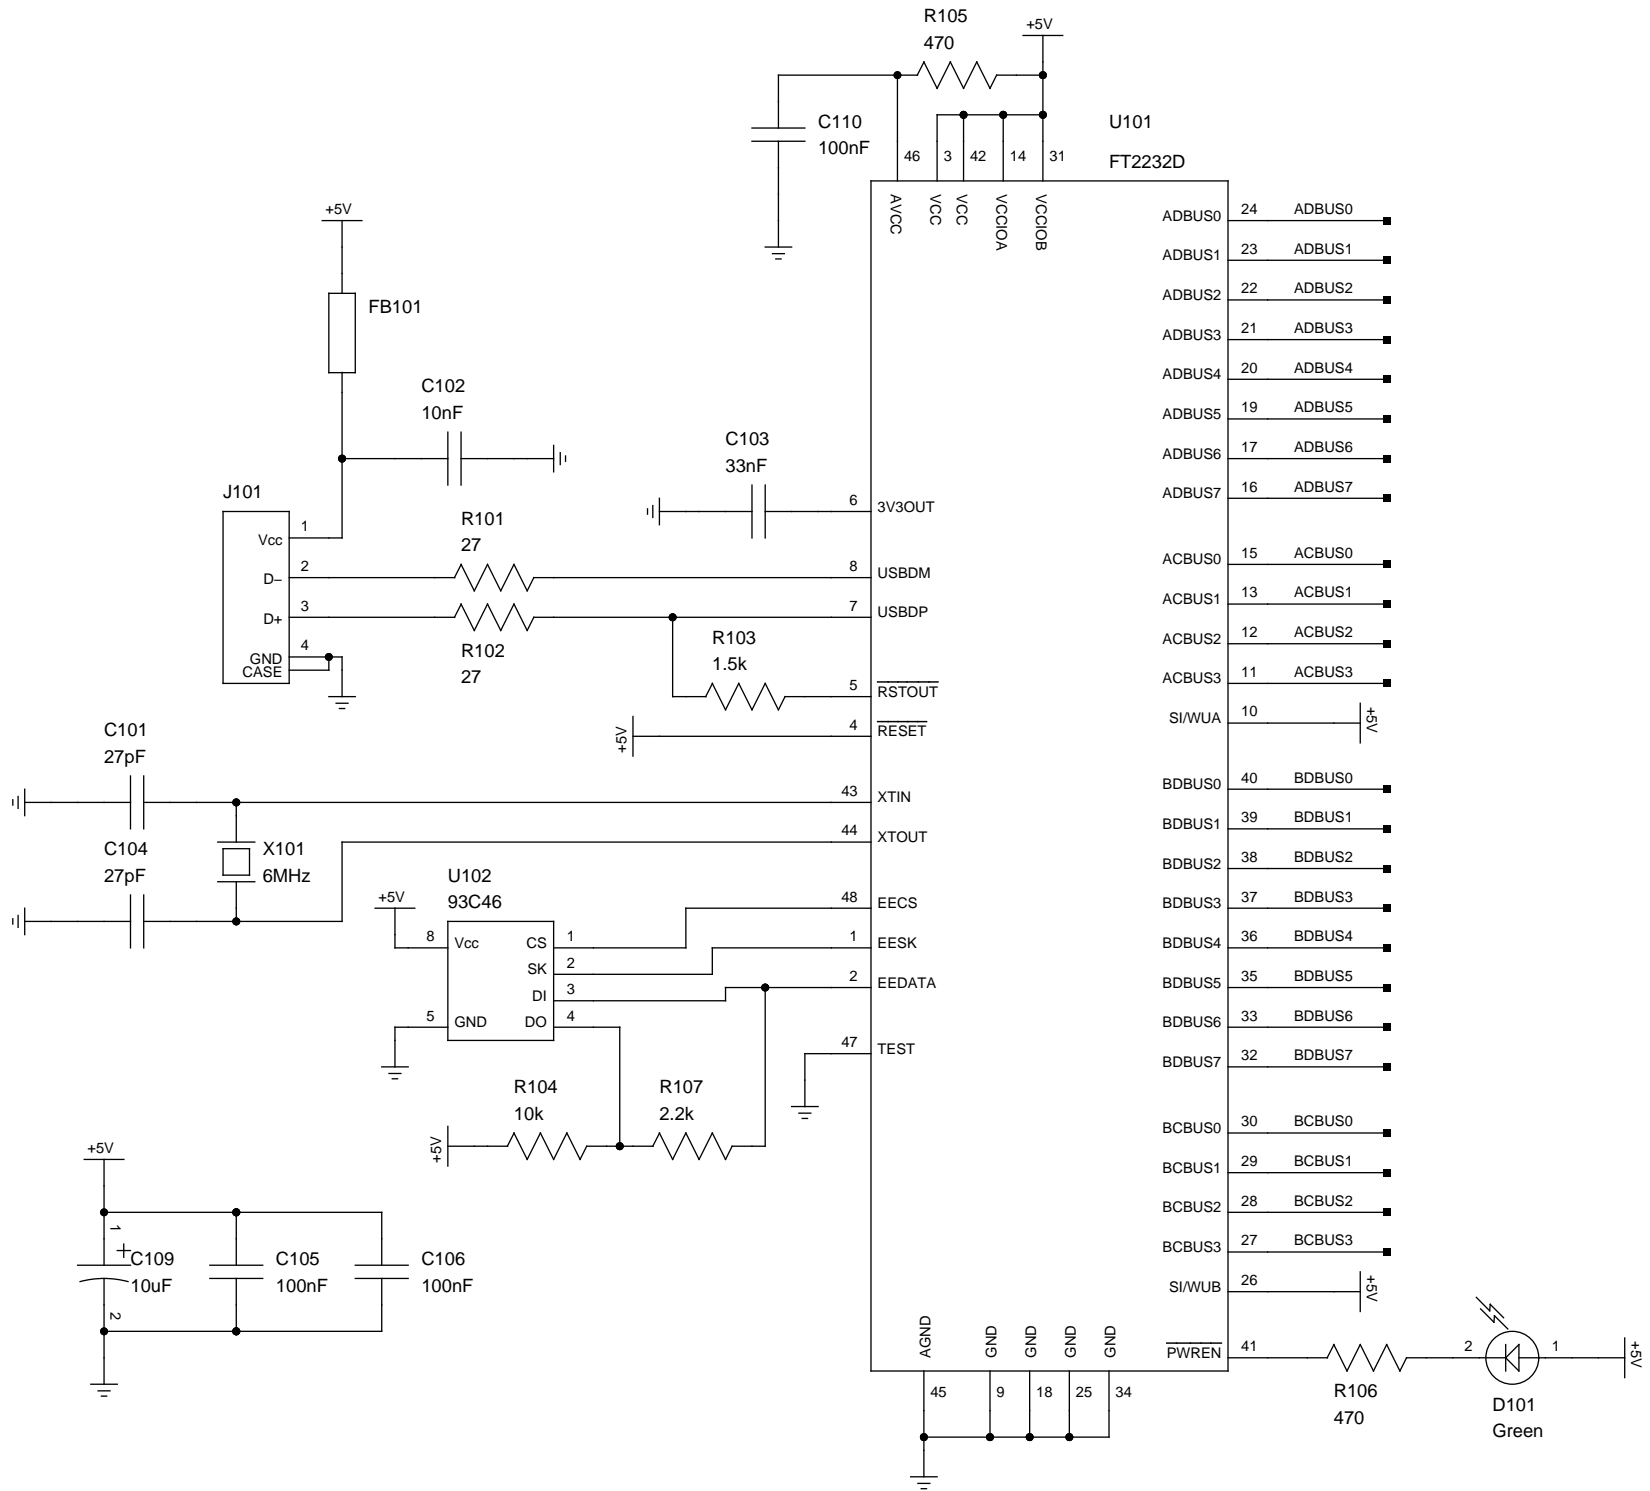 R105
470
+5V
C110
100nF
U101
FT2232D
46
3
42
14
31
AVCC
VCC
VCC
VCCIOA
VCCIOB
+5V
FB101
C102
10nF
J101
Vcc
1
D–
2
D+
3
GND
4
CASE
R101
27
R102
27
C103
33nF
6
3V3OUT
8
USBDM
7
USBDP
R103
1.5k
5
RSTOUT
+5V
4
RESET
C101
27pF
C104
27pF
X101
6MHz
43
XTIN
44
XTOUT
U102
93C46
+5V
8
Vcc
5
GND
CS
1
SK
2
DI
3
DO
4
48
EECS
1
EESK
2
EEDATA
47
TEST
R104
10k
R107
2.2k
+5V
+5V
1
+
C109
10uF
2
C105
100nF
C106
100nF
ADBUS0 24 ADBUS0
ADBUS1 23 ADBUS1
ADBUS2 22 ADBUS2
ADBUS3 21 ADBUS3
ADBUS4 20 ADBUS4
ADBUS5 19 ADBUS5
ADBUS6 17 ADBUS6
ADBUS7 16 ADBUS7
ACBUS0 15 ACBUS0
ACBUS1 13 ACBUS1
ACBUS2 12 ACBUS2
ACBUS3 11 ACBUS3
SI/WUA 10 +5V
BDBUS0 40 BDBUS0
BDBUS1 39 BDBUS1
BDBUS2 38 BDBUS2
BDBUS3 37 BDBUS3
BDBUS4 36 BDBUS4
BDBUS5 35 BDBUS5
BDBUS6 33 BDBUS6
BDBUS7 32 BDBUS7
BCBUS0 30 BCBUS0
BCBUS1 29 BCBUS1
BCBUS2 28 BCBUS2
BCBUS3 27 BCBUS3
SI/WUB 26 +5V
PWREN 41
R106
470
2
1
D101
Green
+5V
AGND
GND
GND
GND
GND
45
9
18
25
34